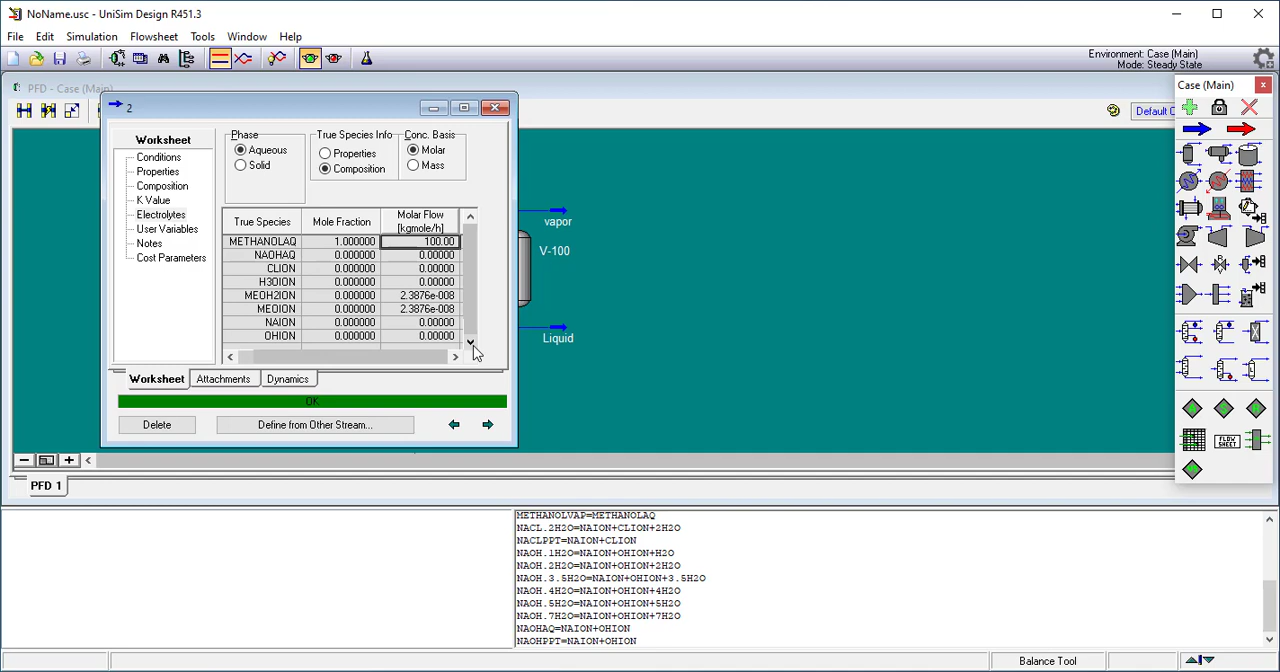 NoName.usc - UniSim Design R451.3
File Edit Simulation Flowsheet Tools Window Help
Environment: Case (Main)
Mode: Steady State
PFD - Case (Main)
Case (Main)
Default C
2
Worksheet
Conditions
Properties
Composition
K Value
Electrolytes
User Variables
Notes
Cost Parameters
Phase
Aqueous
Solid
True Species Info
Properties
Composition
Conc. Basis
Molar
Mass
True Species Mole Fraction Molar Flow [kgmole/h]
METHANOLAQ 1.000000 100.00
NAOHAQ 0.000000 0.00000
CLION 0.000000 0.00000
H3OION 0.000000 0.00000
MEOH2ION 0.000000 2.3876e-008
MEOION 0.000000 2.3876e-008
NAION 0.000000 0.00000
OHION 0.000000 0.00000
Worksheet Attachments Dynamics
OK
Delete Define from Other Stream...
vapor
V-100
Liquid
FLOW SHEET
PFD 1
METHANOLVAP=METHANOLAQ
NACL.2H2O=NAION+CLION+2H2O
NACLPPT=NAION+CLION
NAOH.1H2O=NAION+OHION+H2O
NAOH.2H2O=NAION+OHION+2H2O
NAOH.3.5H2O=NAION+OHION+3.5H2O
NAOH.4H2O=NAION+OHION+4H2O
NAOH.5H2O=NAION+OHION+5H2O
NAOH.7H2O=NAION+OHION+7H2O
NAOHAQ=NAION+OHION
NAOHPPT=NAION+OHION
Balance Tool